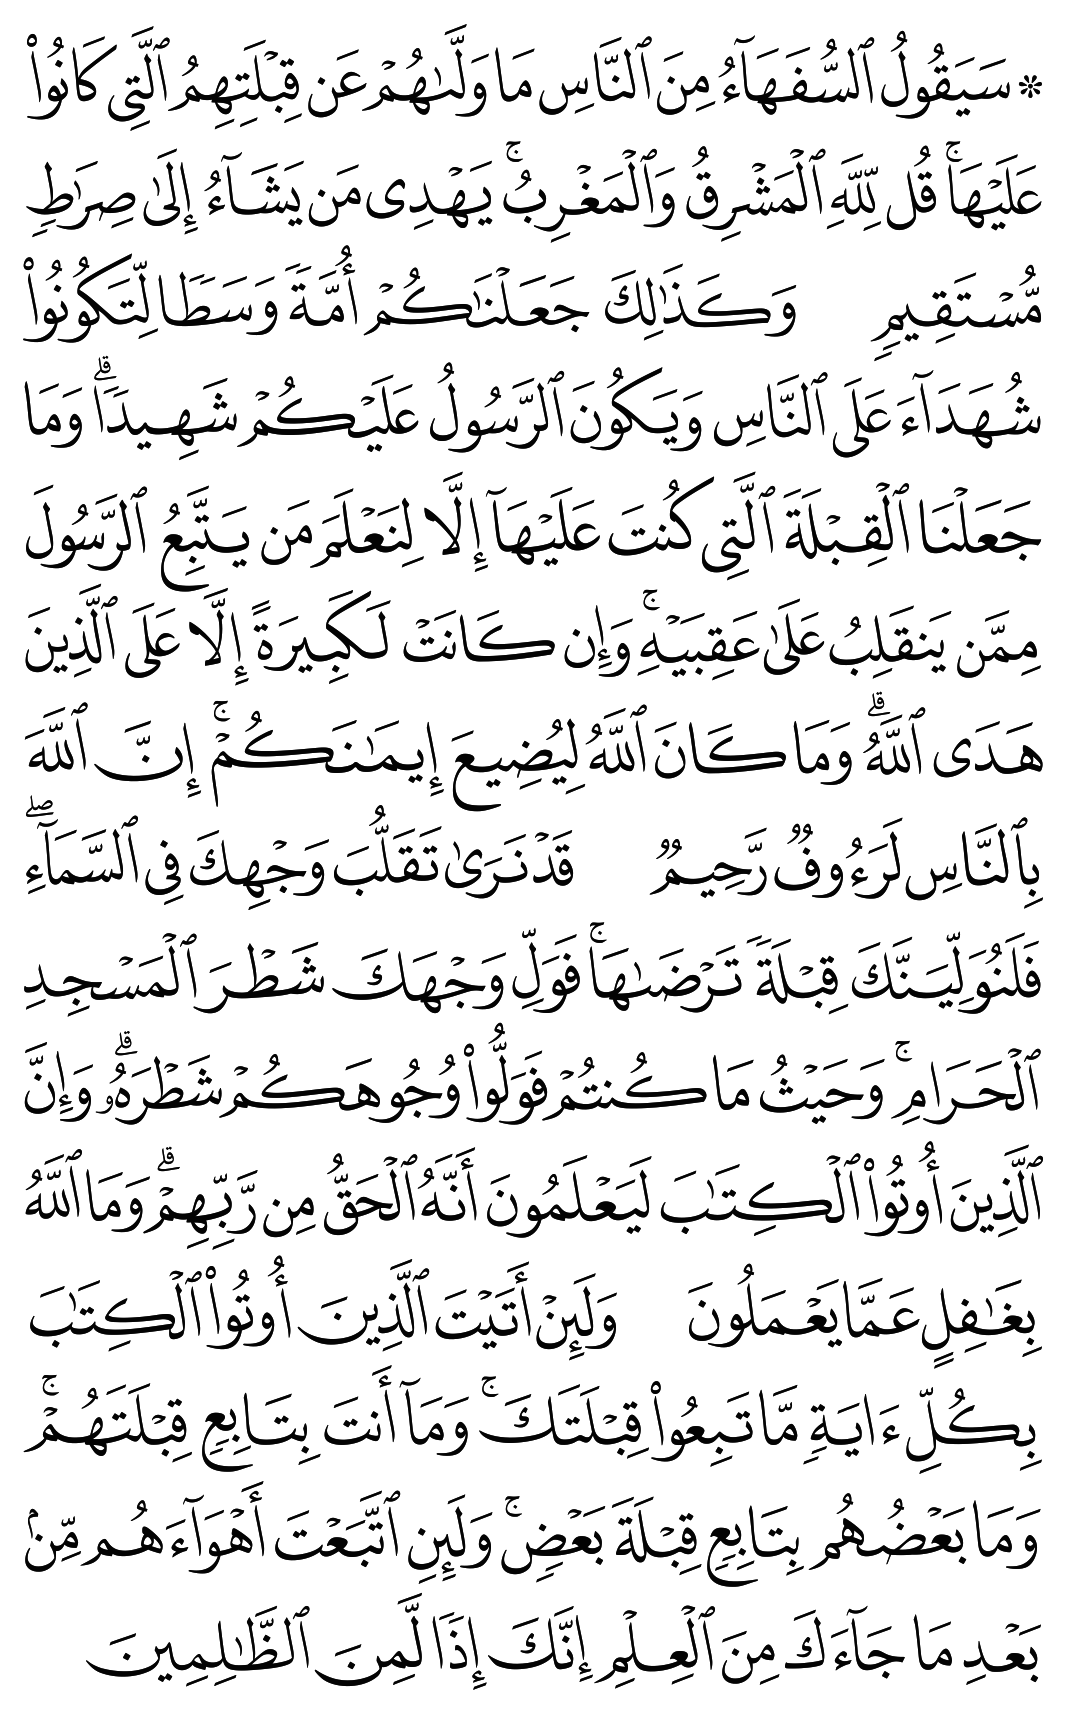 ۞ سَيَقُولُ ٱلسُّفَهَآءُ مِنَ ٱلنَّاسِ مَا وَلَّىٰهُمْ عَن قِبْلَتِهِمُ ٱلَّتِى كَانُوا۟
عَلَيْهَا ۚ قُل لِّلَّهِ ٱلْمَشْرِقُ وَٱلْمَغْرِبُ ۚ يَهْدِى مَن يَشَآءُ إِلَىٰ صِرَٰطٍ
مُّسْتَقِيمٍ وَكَذَٰلِكَ جَعَلْنَٰكُمْ أُمَّةً وَسَطًا لِّتَكُونُوا۟
شُهَدَآءَ عَلَى ٱلنَّاسِ وَيَكُونَ ٱلرَّسُولُ عَلَيْكُمْ شَهِيدًا ۗ وَمَا
جَعَلْنَا ٱلْقِبْلَةَ ٱلَّتِى كُنتَ عَلَيْهَآ إِلَّا لِنَعْلَمَ مَن يَتَّبِعُ ٱلرَّسُولَ
مِمَّن يَنقَلِبُ عَلَىٰ عَقِبَيْهِ ۚ وَإِن كَانَتْ لَكَبِيرَةً إِلَّا عَلَى ٱلَّذِينَ
هَدَى ٱللَّهُ ۗ وَمَا كَانَ ٱللَّهُ لِيُضِيعَ إِيمَٰنَكُمْ ۚ إِنَّ ٱللَّهَ
بِٱلنَّاسِ لَرَءُوفٌ رَّحِيمٌ قَدْ نَرَىٰ تَقَلُّبَ وَجْهِكَ فِى ٱلسَّمَآءِ ۖ
فَلَنُوَلِّيَنَّكَ قِبْلَةً تَرْضَىٰهَا ۚ فَوَلِّ وَجْهَكَ شَطْرَ ٱلْمَسْجِدِ
ٱلْحَرَامِ ۚ وَحَيْثُ مَا كُنتُمْ فَوَلُّوا۟ وُجُوهَكُمْ شَطْرَهُۥ ۗ وَإِنَّ
ٱلَّذِينَ أُوتُوا۟ ٱلْكِتَٰبَ لَيَعْلَمُونَ أَنَّهُ ٱلْحَقُّ مِن رَّبِّهِمْ ۗ وَمَا ٱللَّهُ
بِغَٰفِلٍ عَمَّا يَعْمَلُونَ وَلَئِنْ أَتَيْتَ ٱلَّذِينَ أُوتُوا۟ ٱلْكِتَٰبَ
بِكُلِّ ءَايَةٍ مَّا تَبِعُوا۟ قِبْلَتَكَ ۚ وَمَآ أَنتَ بِتَابِعٍ قِبْلَتَهُمْ ۚ
وَمَا بَعْضُهُم بِتَابِعٍ قِبْلَةَ بَعْضٍ ۚ وَلَئِنِ ٱتَّبَعْتَ أَهْوَآءَهُم مِّنۢ
بَعْدِ مَا جَآءَكَ مِنَ ٱلْعِلْمِ إِنَّكَ إِذًا لَّمِنَ ٱلظَّٰلِمِينَ